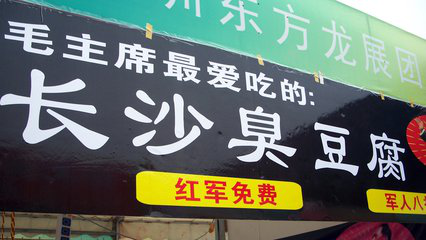 州东方龙展团
毛主席最爱吃的:
长沙臭豆腐
红军免费
军人八